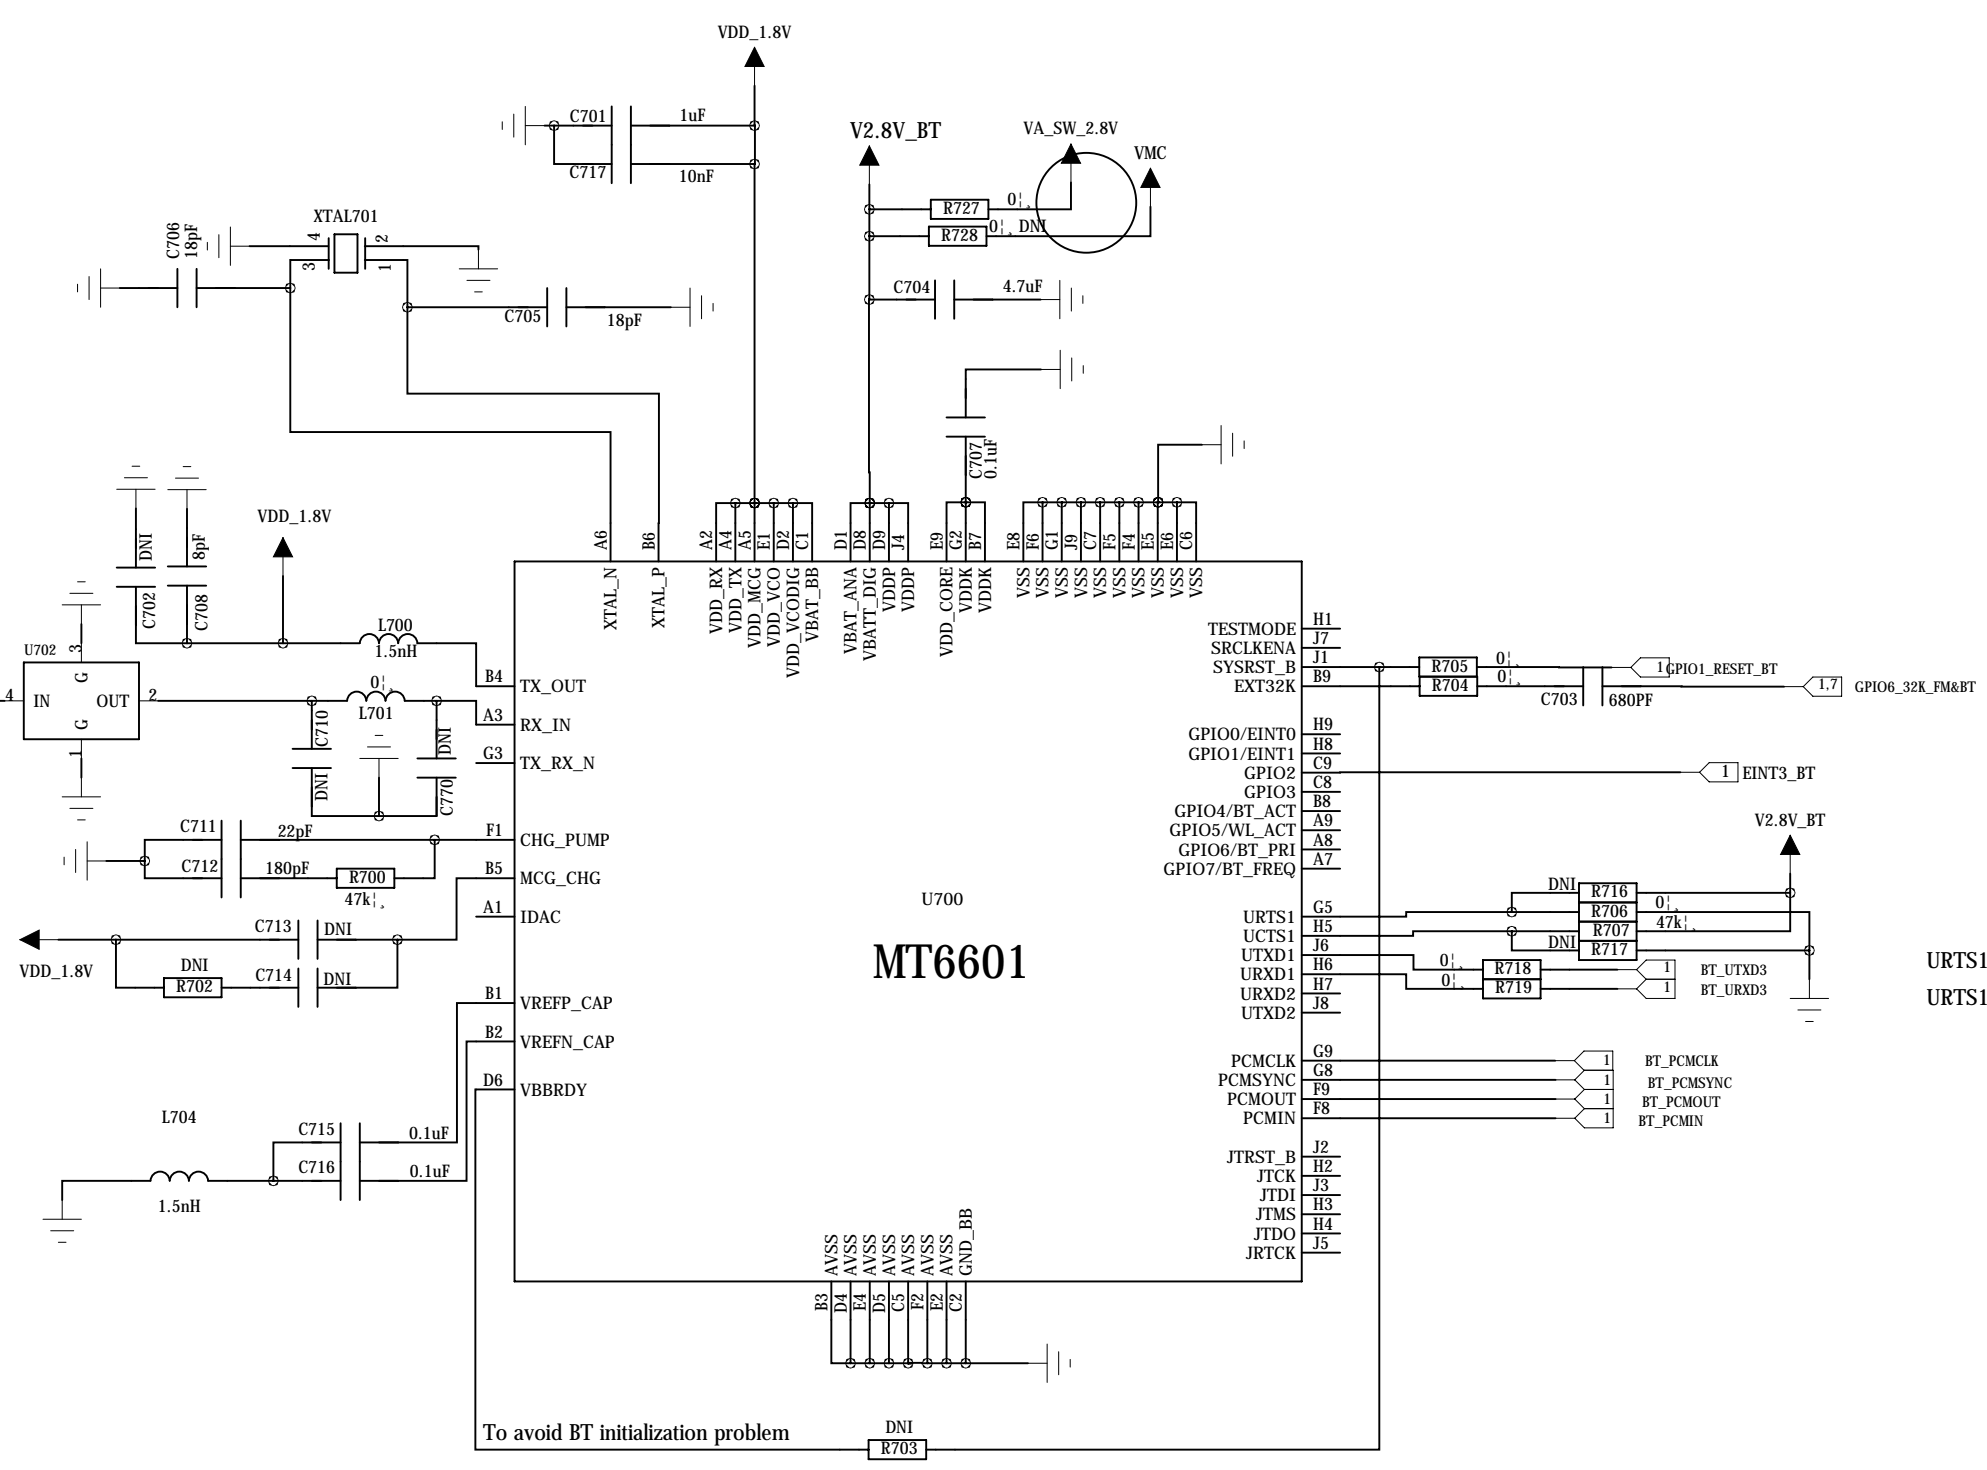 VDD_1.8V
C701
1uF
C717
10nF
V2.8V_BT
VA_SW_2.8V
VMC
R727
0¦¸
R728
0¦¸
DNI
C704
4.7uF
XTAL701
C706
18pF
4
3
2
1
C705
18pF
C707
0.1uF
DNI
C702
8pF
C708
VDD_1.8V
L700
1.5nH
U702
4
IN
G
3
OUT
2
G
1
0¦¸
L701
C710
DNI
DNI
C770
C711
22pF
C712
180pF
R700
47k¦¸
C713
DNI
VDD_1.8V
DNI
R702
C714
DNI
L704
1.5nH
C715
0.1uF
C716
0.1uF
A6
B6
A2
A4
A5
E1
D2
C1
D1
D8
D9
J4
E9
G2
B7
E8
F6
G1
J9
C7
F5
F4
E5
E6
C6
XTAL_N
XTAL_P
VDD_RX
VDD_TX
VDD_MCG
VDD_VCO
VDD_VCODIG
VBAT_BB
VBAT_ANA
VBATT_DIG
VDDP
VDDP
VDD_CORE
VDDK
VDDK
VSS
VSS
VSS
VSS
VSS
VSS
VSS
VSS
VSS
VSS
B4 TX_OUT
A3 RX_IN
G3 TX_RX_N
F1 CHG_PUMP
B5 MCG_CHG
A1 IDAC
B1 VREFP_CAP
B2 VREFN_CAP
D6 VBBRDY
U700
MT6601
TESTMODE H1
SRCLKENA J7
SYSRST_B J1
EXT32K B9
GPIO0/EINT0 H9
GPIO1/EINT1 H8
GPIO2 C9
GPIO3 C8
GPIO4/BT_ACT B8
GPIO5/WL_ACT A9
GPIO6/BT_PRI A8
GPIO7/BT_FREQ A7
URTS1 G5
UCTS1 H5
UTXD1 J6
URXD1 H6
URXD2 H7
UTXD2 J8
PCMCLK G9
PCMSYNC G8
PCMOUT F9
PCMIN F8
JTRST_B J2
JTCK H2
JTDI J3
JTMS H3
JTDO H4
JRTCK J5
R705
0¦¸
1
GPIO1_RESET_BT
R704
0¦¸
C703
680PF
1,7
GPIO6_32K_FM&BT
1
EINT3_BT
V2.8V_BT
DNI
R716
R706
0¦¸
R707
47k¦¸
DNI
R717
0¦¸
R718
1
BT_UTXD3
0¦¸
R719
1
BT_URXD3
URTS1
URTS1
1
BT_PCMCLK
1
BT_PCMSYNC
1
BT_PCMOUT
1
BT_PCMIN
AVSS
AVSS
AVSS
AVSS
AVSS
AVSS
AVSS
GND_BB
B3
D4
E4
D5
C5
F2
E2
C2
To avoid BT initialization problem
DNI
R703